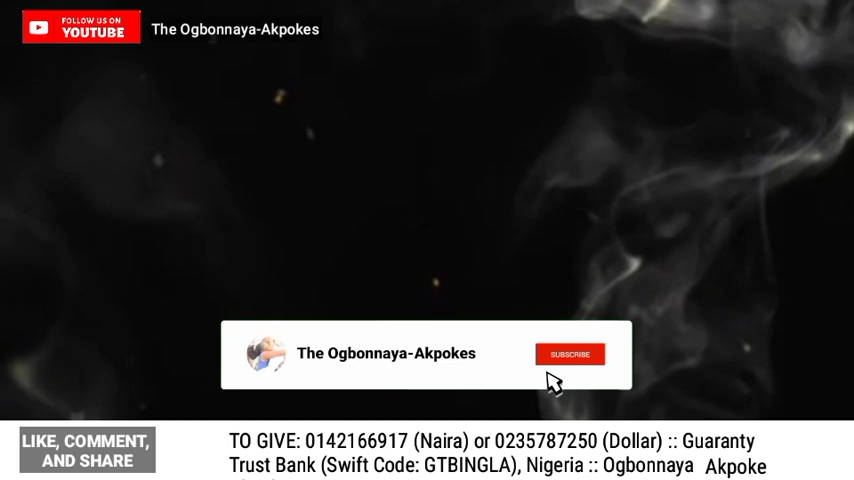 FOLLOW US ON
YOUTUBE
The Ogbonnaya-Akpokes
The Ogbonnaya-Akpokes
SUBSCRIBE
LIKE, COMMENT,
AND SHARE
TO GIVE: 0142166917 (Naira) or 0235787250 (Dollar) :: Guaranty
Trust Bank (Swift Code: GTBINGLA), Nigeria :: Ogbonnaya Akpoke